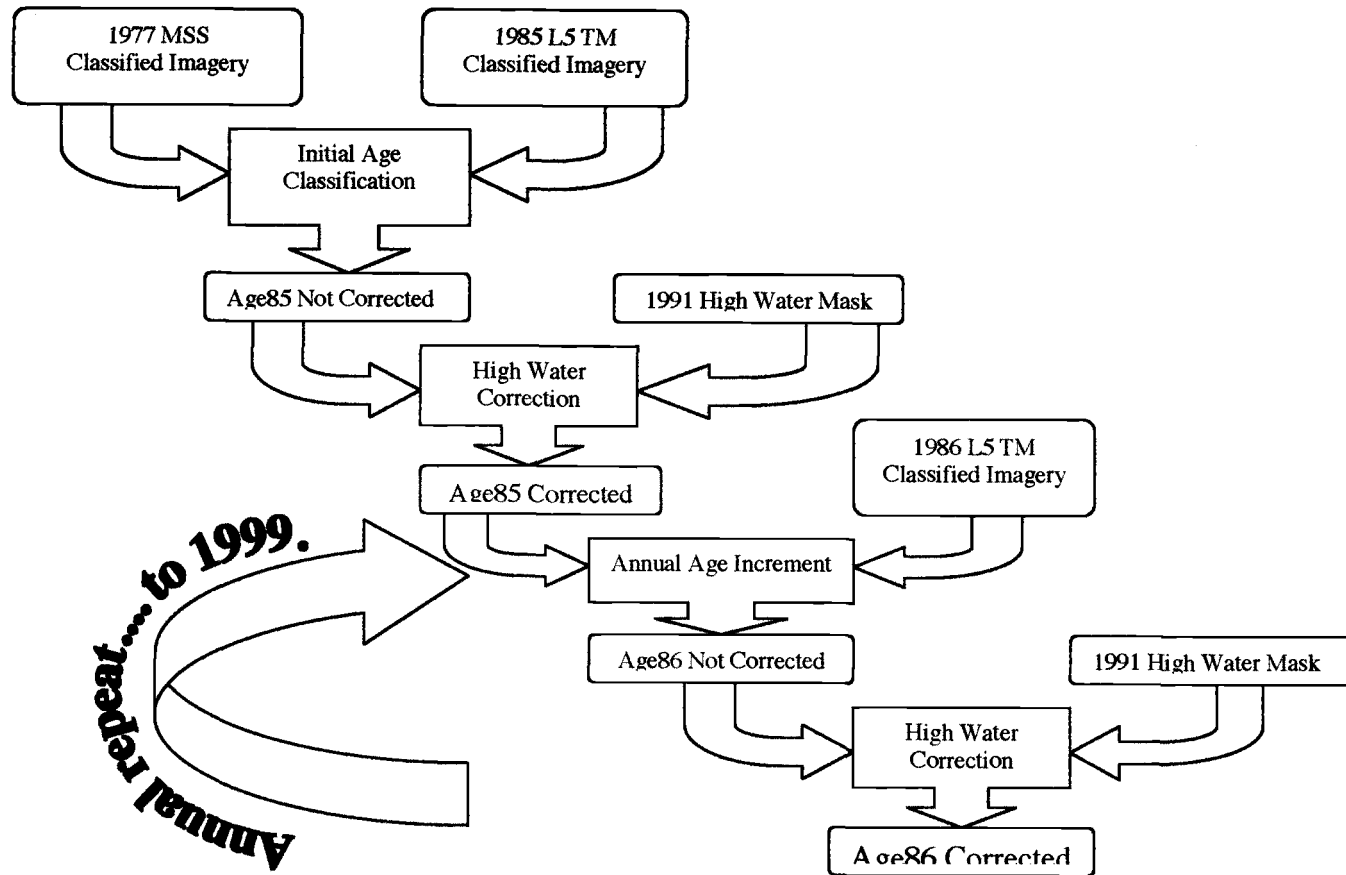 1977 MSS
Classified Imagery
1985 L5 TM
Classified Imagery
Initial Age
Classification
Age85 Not Corrected
1991 High Water Mask
High Water
Correction
1986 L5 TM
Classified Imagery
Age85 Corrected
Annual Age Increment
Age86 Not Corrected
1991 High Water Mask
High Water
Correction
Age86 Corrected
Annual repeat.... to 1999.